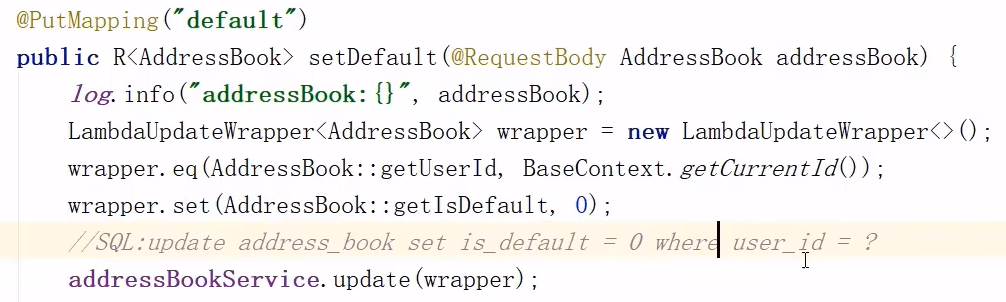 @PutMapping("default")
public R<AddressBook> setDefault(@RequestBody AddressBook addressBook) {
log.info("addressBook:{}", addressBook);
LambdaUpdateWrapper<AddressBook> wrapper = new LambdaUpdateWrapper<>();
wrapper.eq(AddressBook::getUserId, BaseContext.getCurrentId());
wrapper.set(AddressBook::getIsDefault, 0);
//SQL:update address_book set is_default = 0 where user_id = ?
addressBookService.update(wrapper);